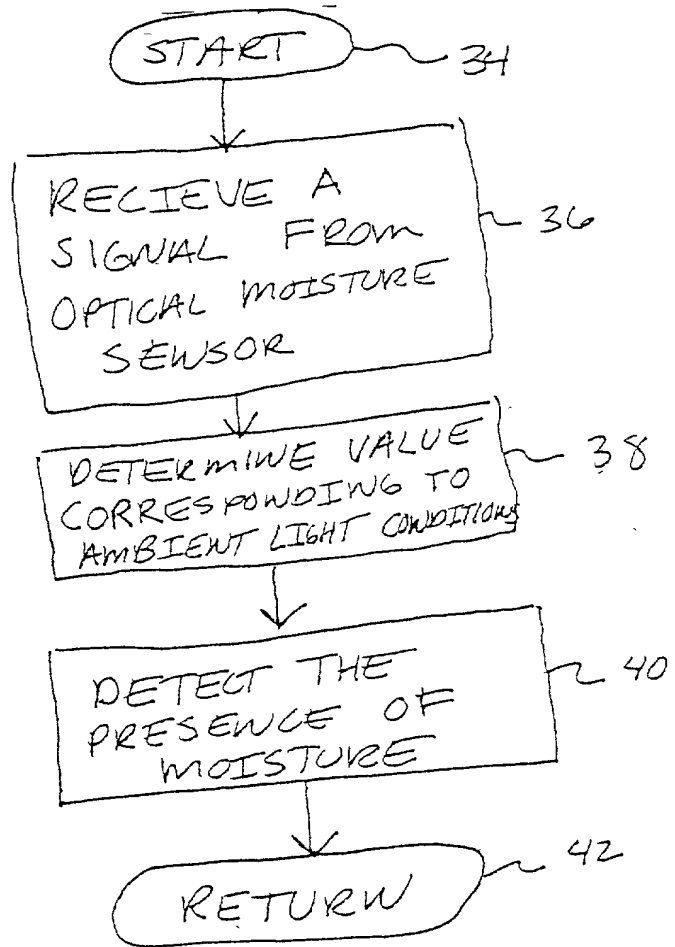 START
34
RECIEVE A
SIGNAL FROM
OPTICAL MOISTURE
SENSOR
36
DETERMINE VALUE
CORRESPONDING TO
AMBIENT LIGHT CONDITIONS
38
DETECT THE
PRESENCE OF
MOISTURE
40
RETURN
42